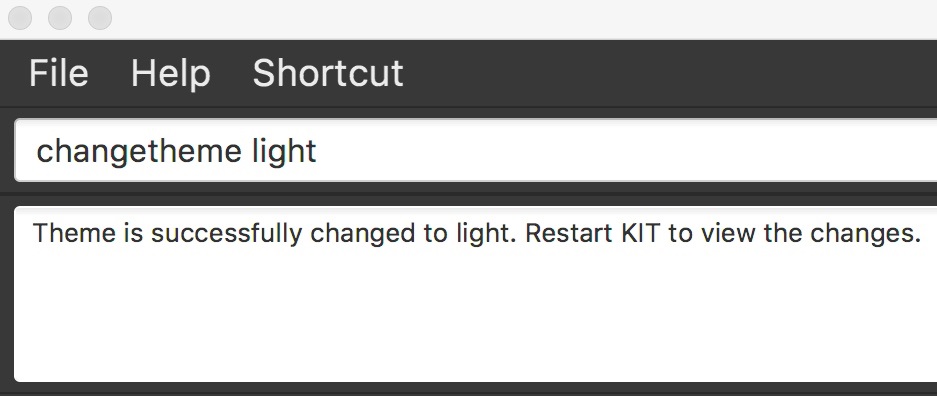 File Help Shortcut
changetheme light
Theme is successfully changed to light. Restart KIT to view the changes.